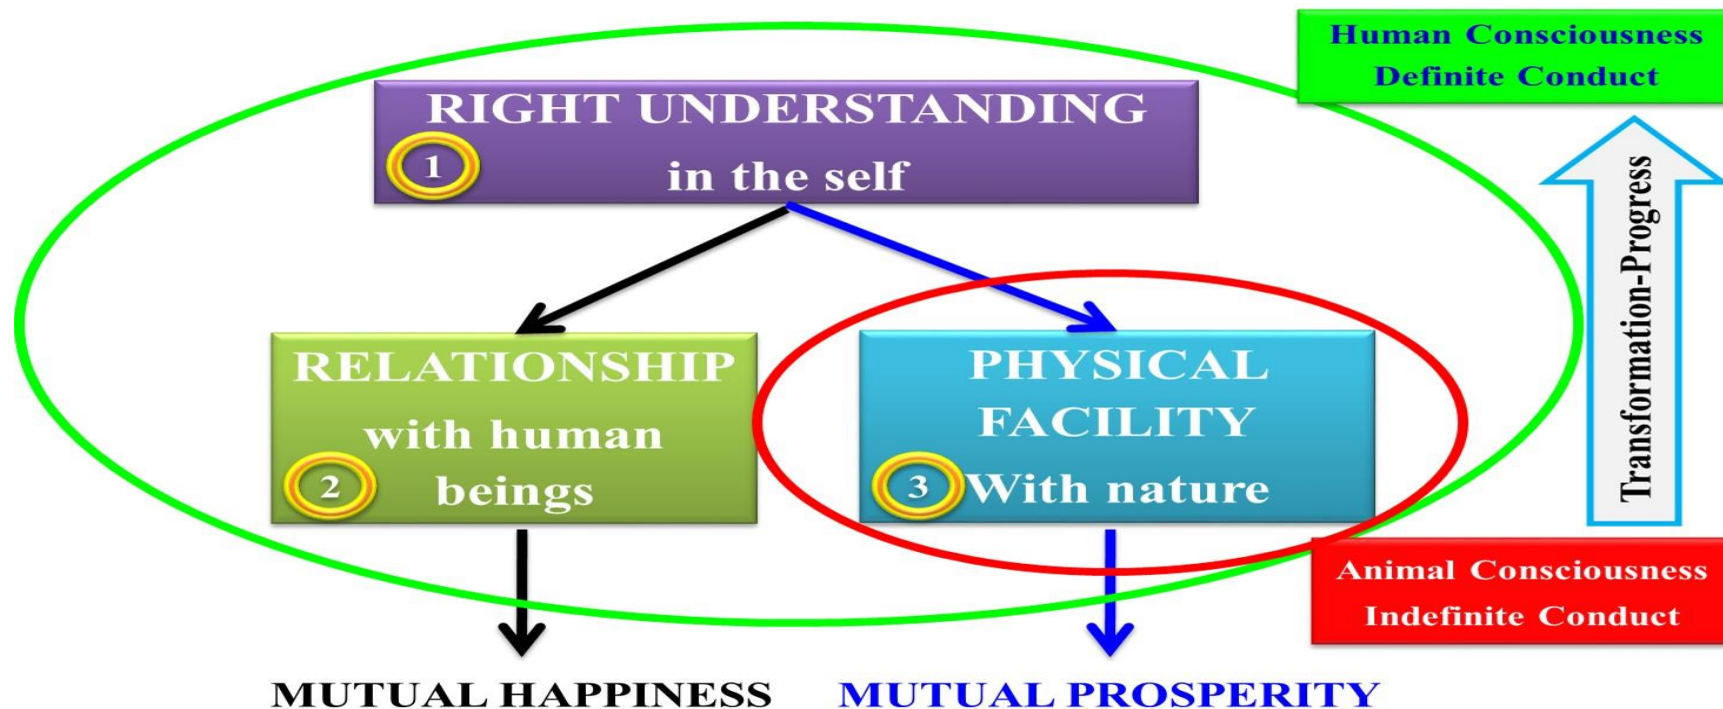 Human Consciousness
Definite Conduct
RIGHT UNDERSTANDING
1
in the self
Transformation-Progress
RELATIONSHIP
with human
2
beings
PHYSICAL
FACILITY
3
With nature
Animal Consciousness
Indefinite Conduct
MUTUAL HAPPINESS
MUTUAL PROSPERITY